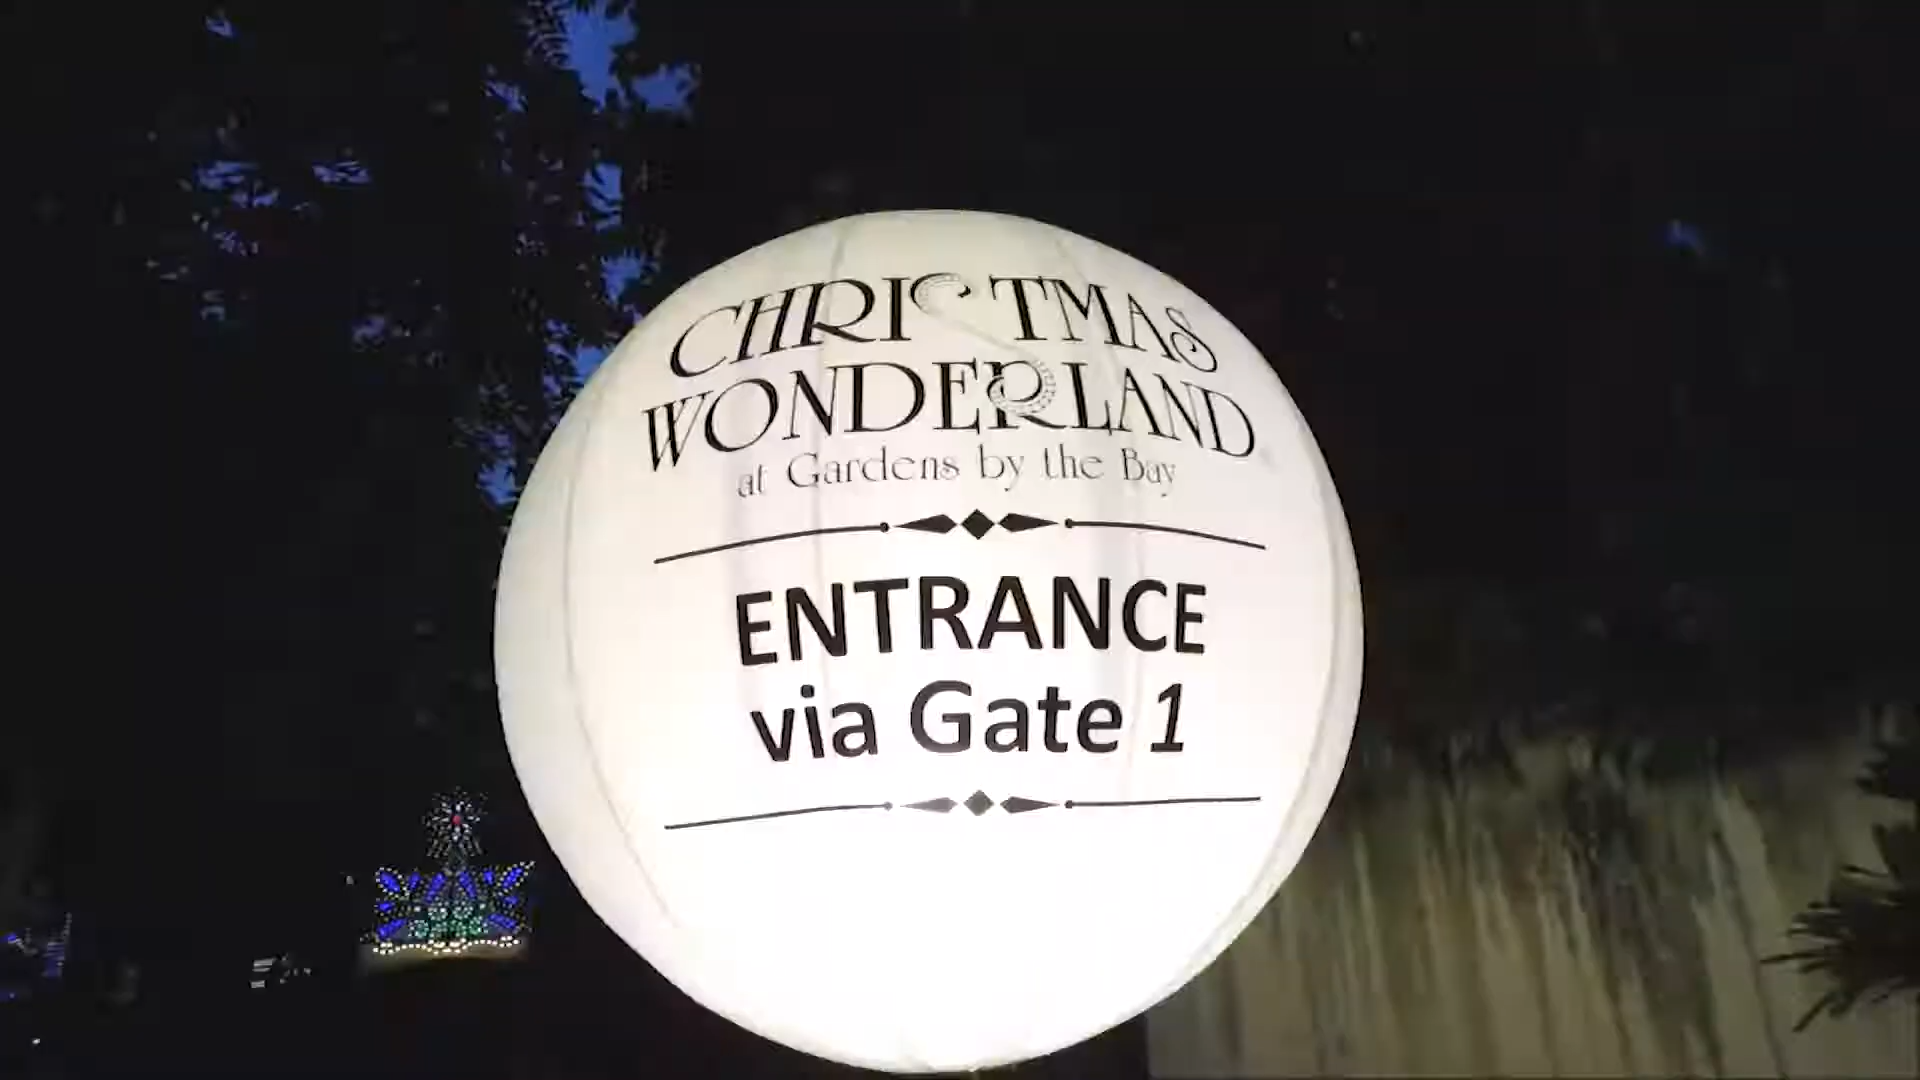 CHRISTMAS
WONDERLAND
at Gardens by the Bay
ENTRANCE
via Gate 1